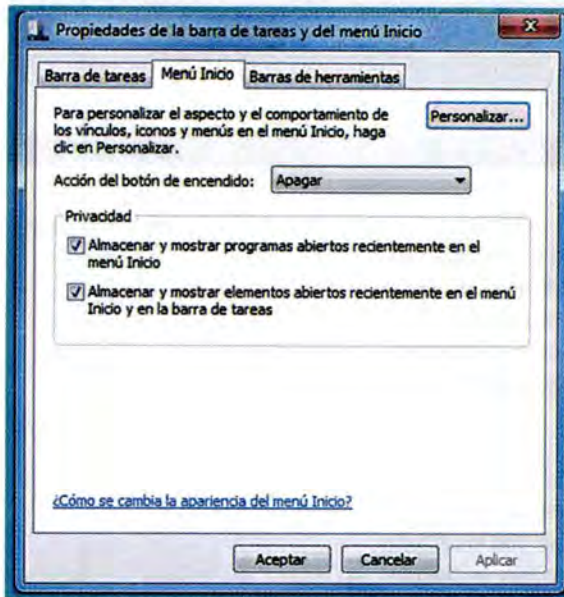 Propiedades de la barra de tareas y del menú Inicio
Barra de tareas Menú Inicio Barras de herramientas
Para personalizar el aspecto y el comportamiento de
los vínculos, iconos y menús en el menú Inicio, haga
clic en Personalizar.
Personalizar...
Acción del botón de encendido: Apagar
Privacidad
Almacenar y mostrar programas abiertos recientemente en el
menú Inicio
Almacenar y mostrar elementos abiertos recientemente en el menú
Inicio y en la barra de tareas
¿Cómo se cambia la apariencia del menú Inicio?
Aceptar Cancelar Aplicar